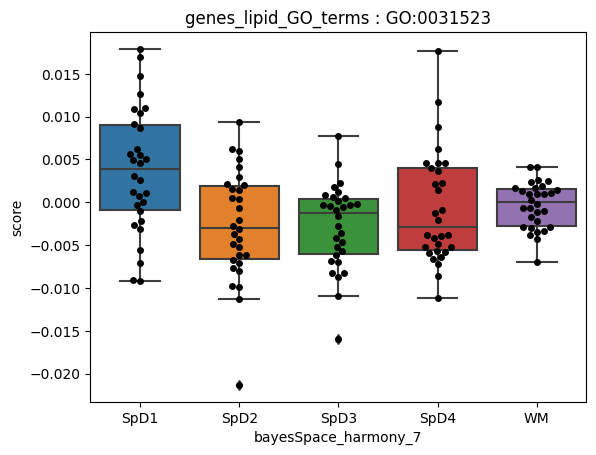 genes_lipid_GO_terms : GO:0031523
0.015
0.010
0.005
0.000
−0.005
−0.010
−0.015
−0.020
score
SpD1 SpD2 SpD3 SpD4 WM
bayesSpace_harmony_7